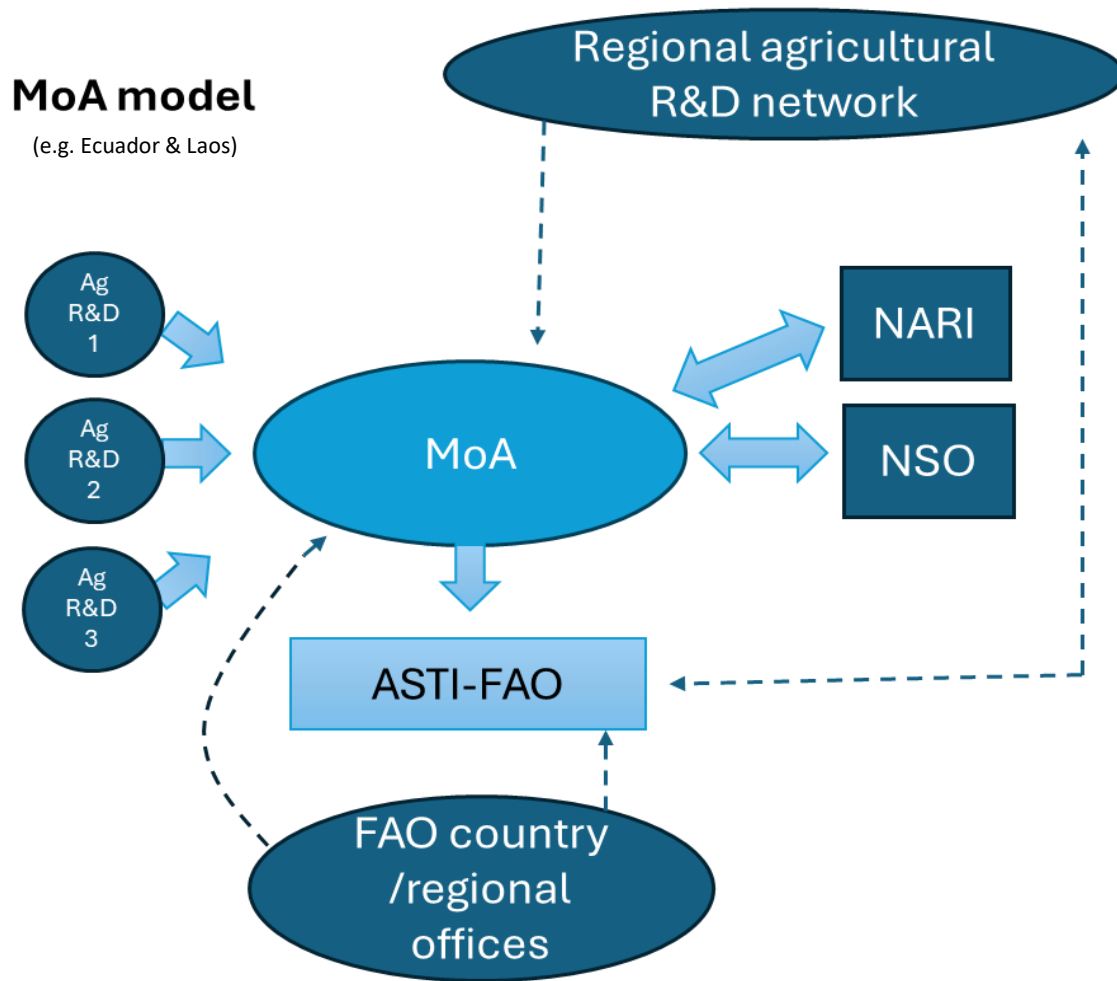 Regional agricultural
R&D network
MoA model
(e.g. Ecuador & Laos)
Ag
R&D
1
Ag
R&D
2
Ag
R&D
3
MoA
NARI
NSO
ASTI-FAO
FAO country
/regional
offices